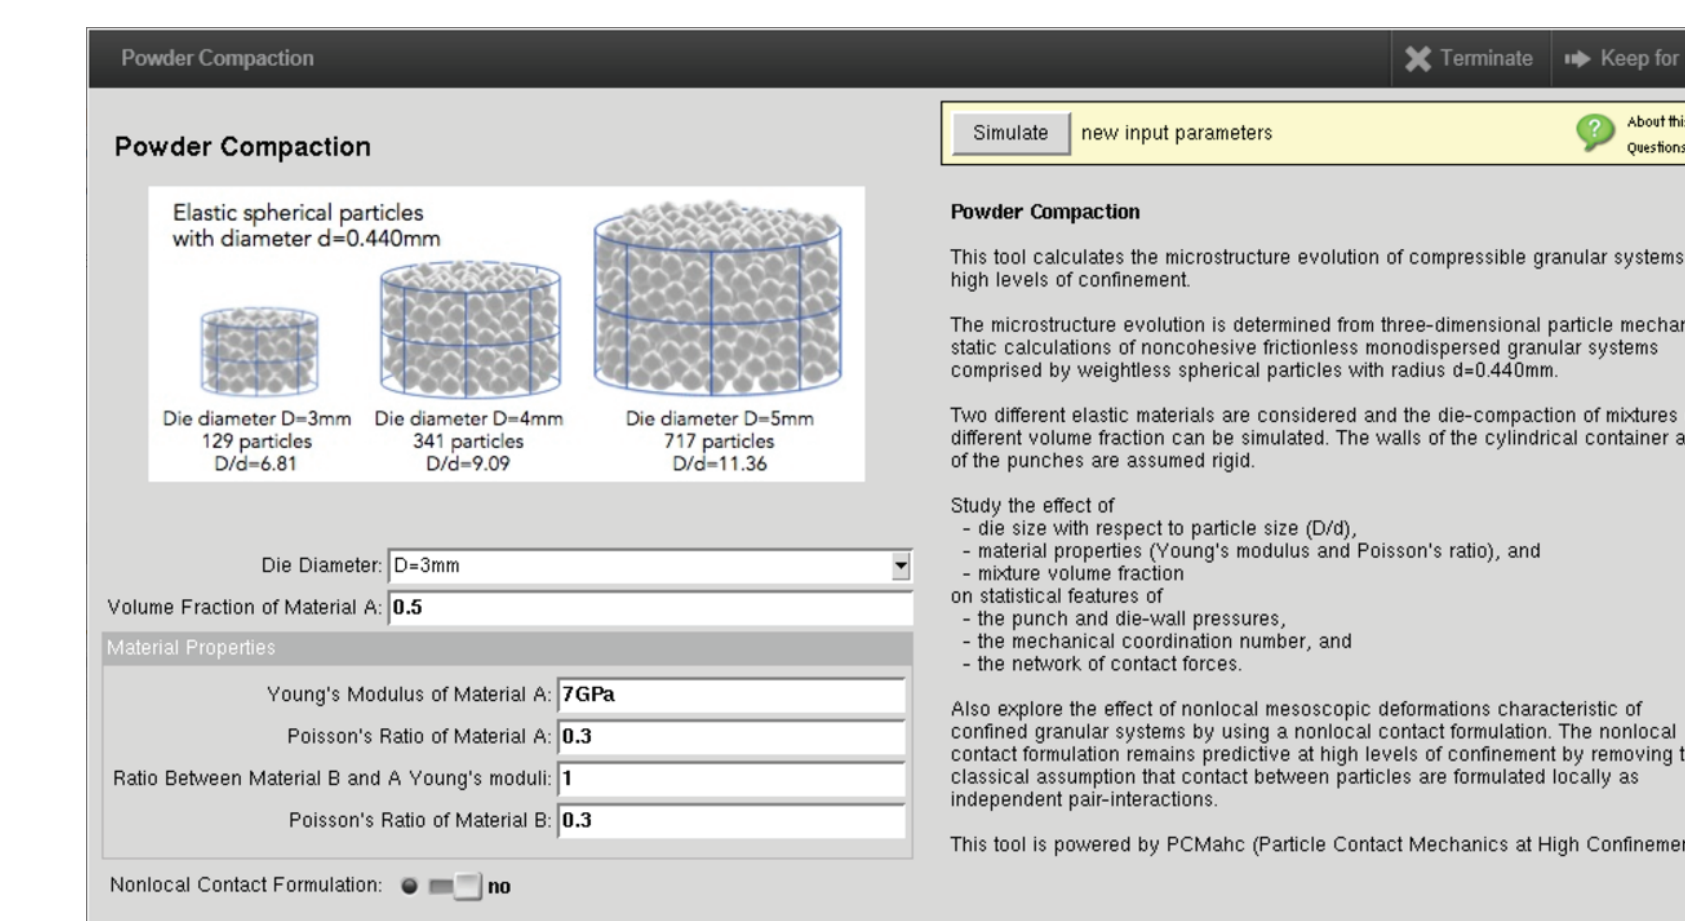 Powder Compaction
Terminate
Keep for
Powder Compaction
Elastic spherical particles
with diameter d=0.440mm
Die diameter D=3mm
129 particles
D/d=6.81
Die diameter D=4mm
341 particles
D/d=9.09
Die diameter D=5mm
717 particles
D/d=11.36
Die Diameter: D=3mm
Volume Fraction of Material A: 0.5
Material Properties
Young's Modulus of Material A: 7GPa
Poisson's Ratio of Material A: 0.3
Ratio Between Material B and A Young's moduli: 1
Poisson's Ratio of Material B: 0.3
Nonlocal Contact Formulation: no
Simulate new input parameters
? About this
Questions
Powder Compaction
This tool calculates the microstructure evolution of compressible granular systems
high levels of confinement.
The microstructure evolution is determined from three-dimensional particle
static calculations of noncohesive frictionless monodispersed granular systems
comprised by weightless spherical particles with radius d=0.440mm.
Two different elastic materials are considered and the die-compaction of mixtures
different volume fraction can be simulated. The walls of the cylindrical container
of the punches are assumed rigid.
Study the effect of
- die size with respect to particle size (D/d),
- material properties (Young's modulus and Poisson's ratio), and
- mixture volume fraction
on statistical features of
- the punch and die-wall pressures,
- the mechanical coordination number, and
- the network of contact forces.
Also explore the effect of nonlocal mesoscopic deformations characteristic of
confined granular systems by using a nonlocal contact formulation. The nonlocal
contact formulation remains predictive at high levels of confinement by removing
classical assumption that contact between particles are formulated locally as
independent pair-interactions.
This tool is powered by PCMahc (Particle Contact Mechanics at High